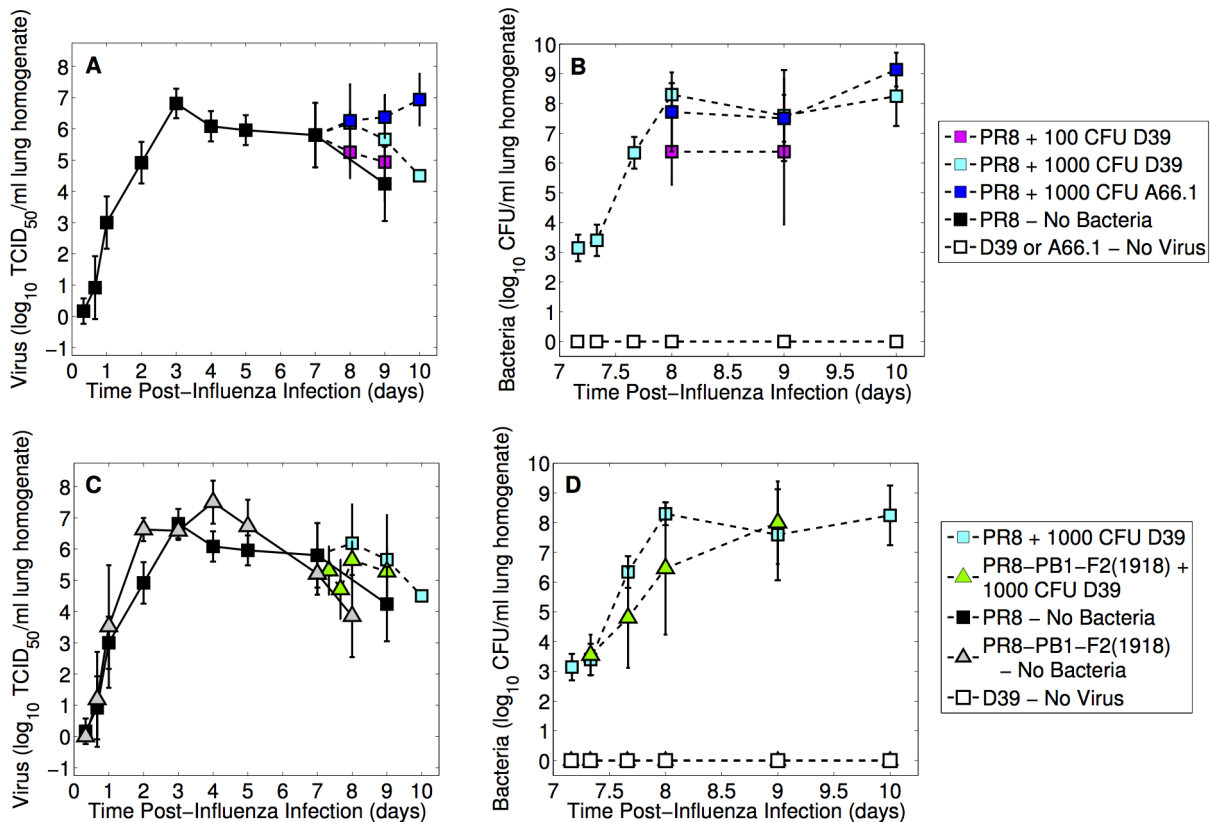 A
Virus (log10 TCID50/ml lung homogenate)
8
7
6
5
4
3
2
1
0
−1
0 1 2 3 4 5 6 7 8 9 10
Time Post−Influenza Infection (days)
B
Bacteria (log10 CFU/ml lung homogenate)
10
9
8
7
6
5
4
3
2
1
0
7 7.5 8 8.5 9 9.5 10
Time Post−Influenza Infection (days)
PR8 + 100 CFU D39
PR8 + 1000 CFU D39
PR8 + 1000 CFU A66.1
PR8 − No Bacteria
D39 or A66.1 − No Virus
C
Virus (log10 TCID50/ml lung homogenate)
8
7
6
5
4
3
2
1
0
−1
0 1 2 3 4 5 6 7 8 9 10
Time Post−Influenza Infection (days)
D
Bacteria (log10 CFU/ml lung homogenate)
10
9
8
7
6
5
4
3
2
1
0
7 7.5 8 8.5 9 9.5 10
Time Post−Influenza Infection (days)
PR8 + 1000 CFU D39
PR8−PB1−F2(1918) +
1000 CFU D39
PR8 − No Bacteria
PR8−PB1−F2(1918)
− No Bacteria
D39 − No Virus